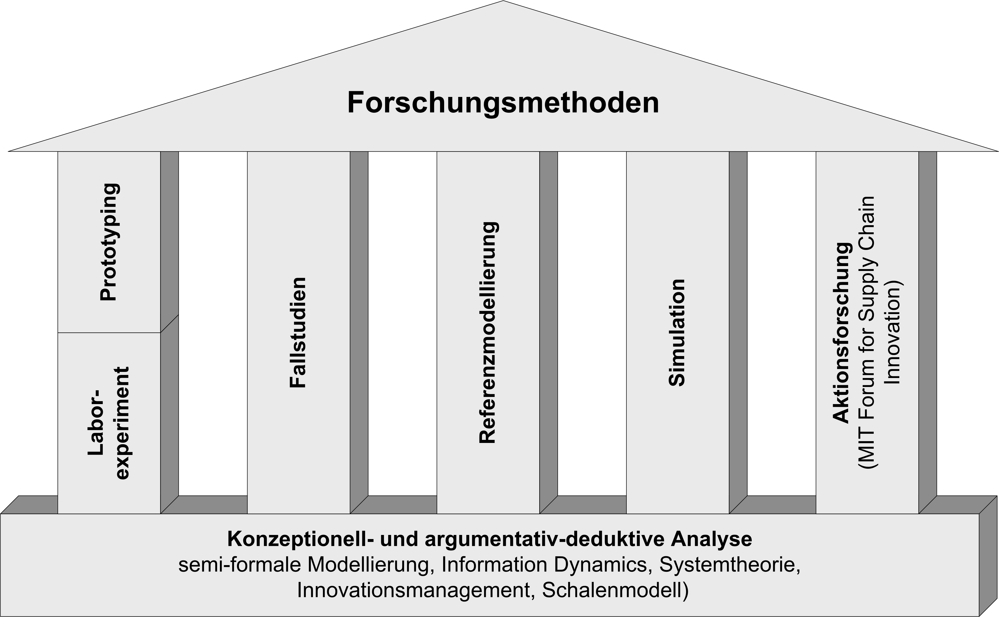 Forschungsmethoden
Prototyping
Labor-
experiment
Fallstudien
Referenzmodellierung
Simulation
Aktionsforschung
(MIT Forum for Supply Chain
Innovation)
Konzeptionell- und argumentativ-deduktive Analyse
semi-formale Modellierung, Information Dynamics, Systemtheorie,
Innovationsmanagement, Schalenmodell)